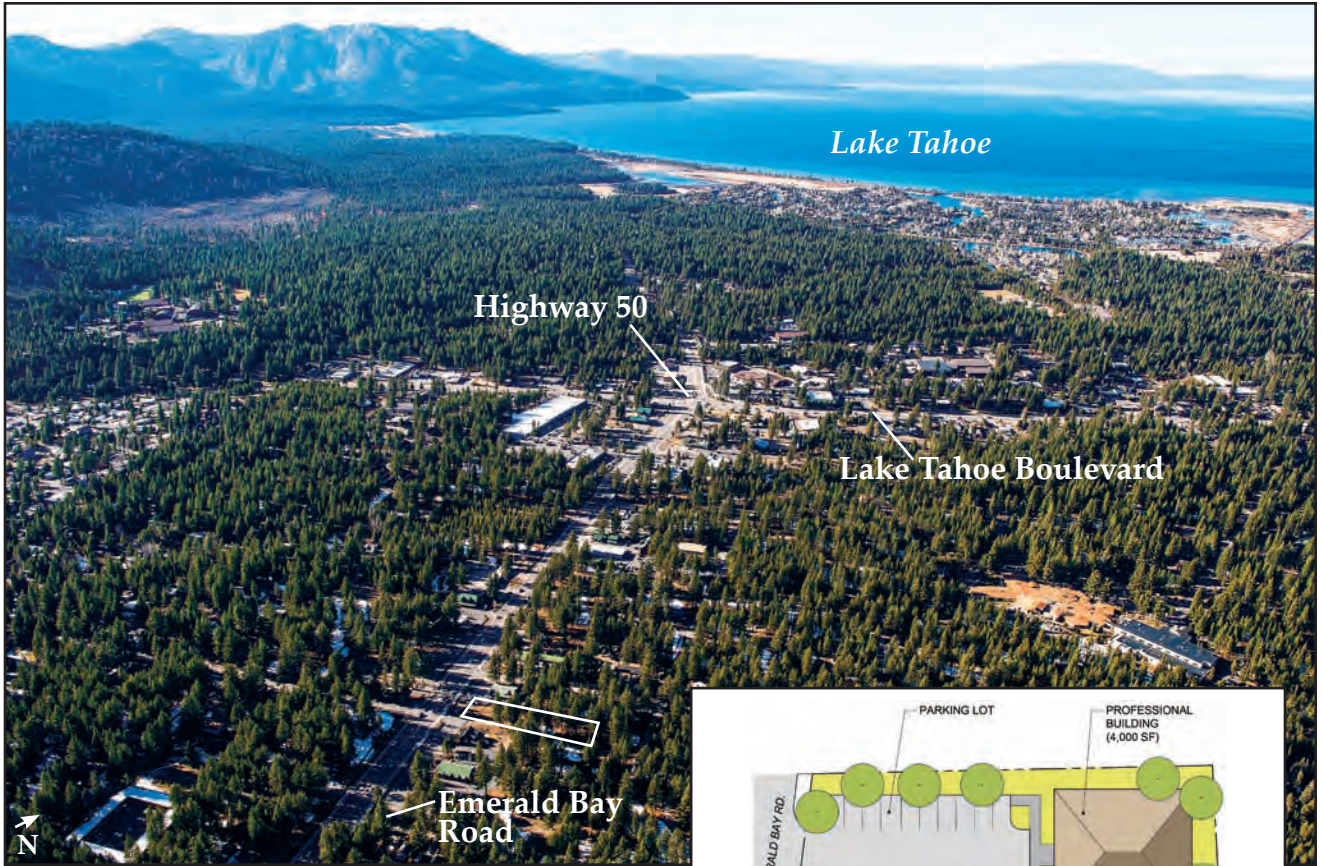 Lake Tahoe
Highway 50
Lake Tahoe Boulevard
Emerald Bay
Road
N
PARKING LOT
PROFESSIONAL
BUILDING
(4,000 SF)
RALD BAY RD.